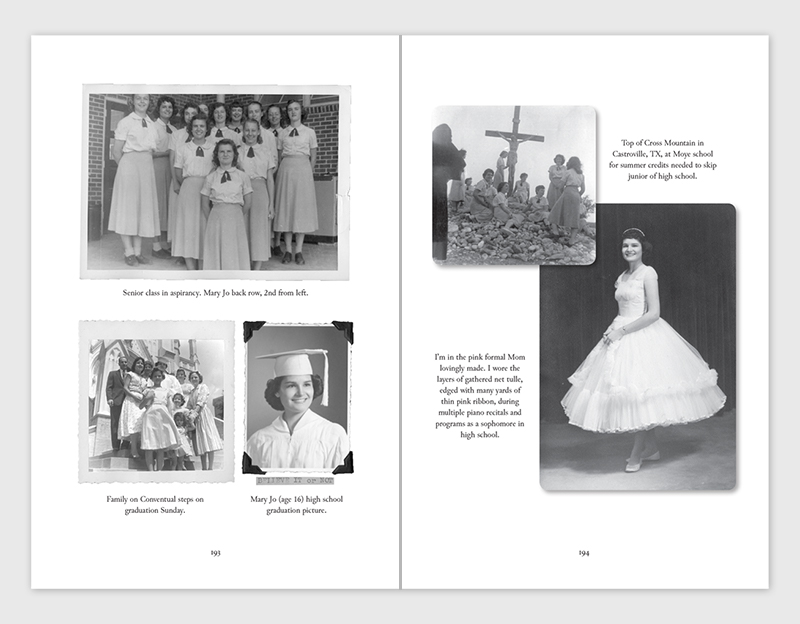 Senior class in aspirancy. Mary Jo back row, 2nd from left.
Family on Conventual steps on
graduation Sunday.
BELIEVE IT or NOT
Mary Jo (age 16) high school
graduation picture.
193
Top of Cross Mountain in
Castroville, TX, at Moye school
for summer credits needed to skip
junior of high school.
I'm in the pink formal Mom
lovingly made. I wore the
layers of gathered net tulle,
edged with many yards of
thin pink ribbon, during
multiple piano recitals and
programs as a sophomore in
high school.
194